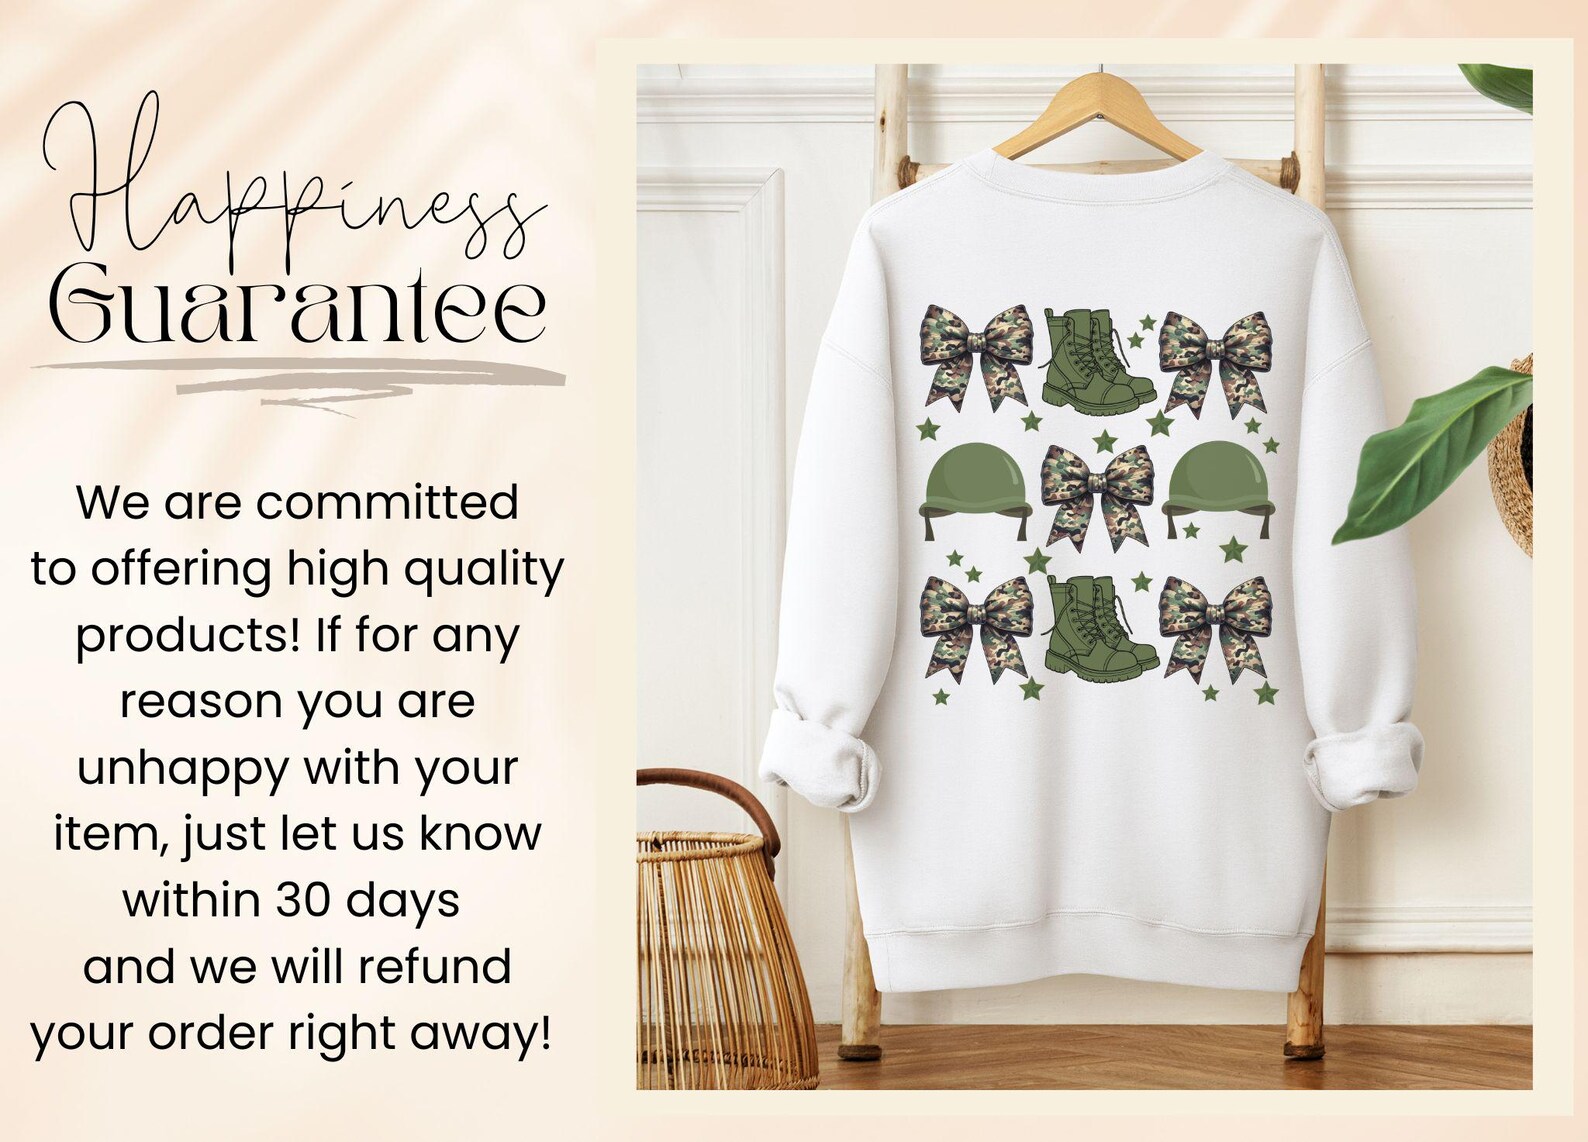 Happiness
Guarantee
We are committed
to offering high quality
products! If for any
reason you are
unhappy with your
item, just let us know
within 30 days
and we will refund
your order right away!